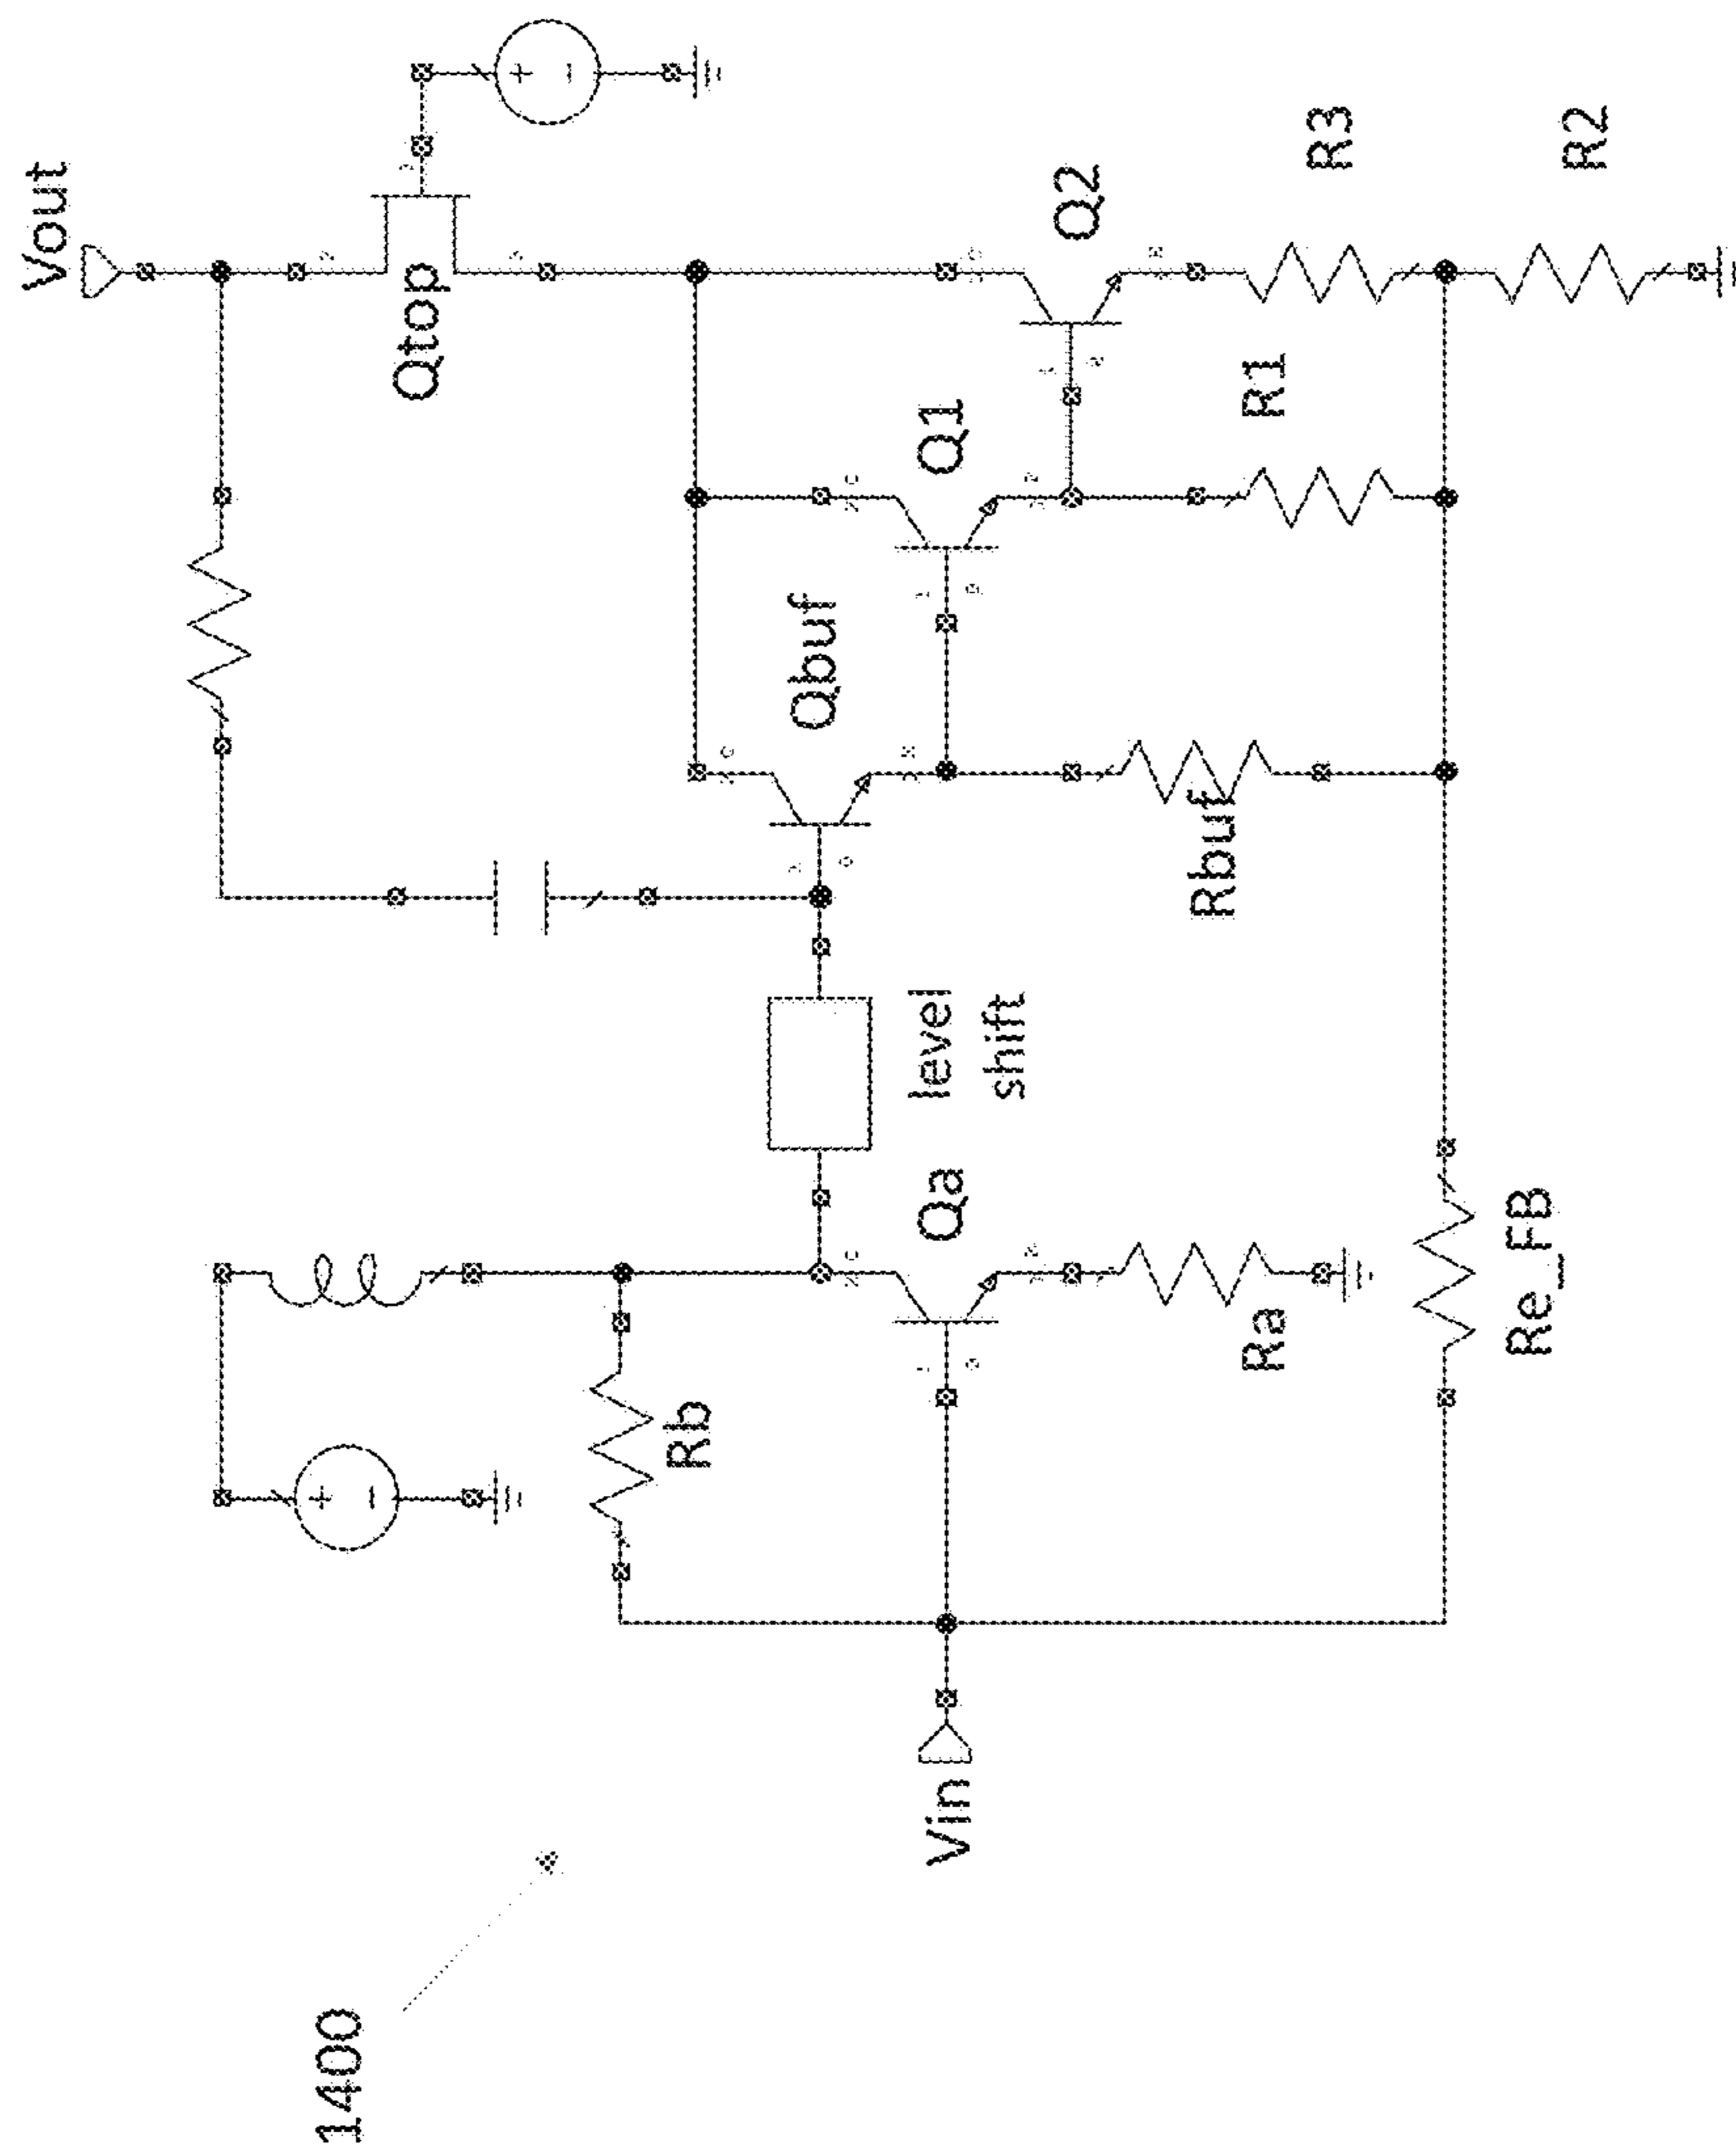 1400
Vin
Vout
Qtop
Qbuf
Q1
Q2
R3
R2
R1
Rbuf
level
shift
Qa
Rb
Ra
Re_FB
+
-
+
-